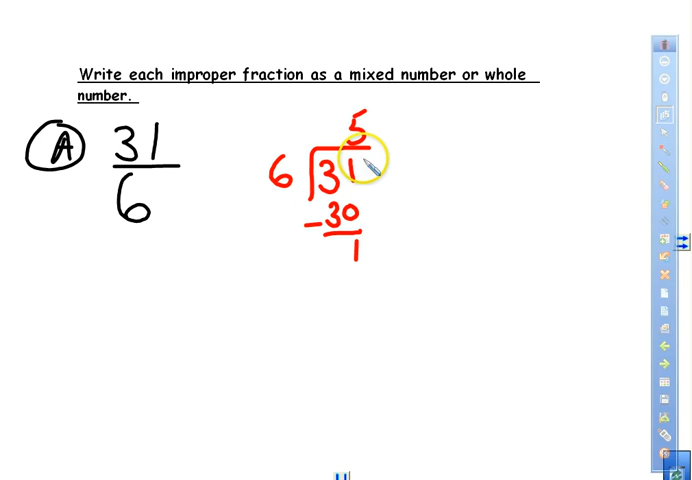 Write each improper fraction as a mixed number or whole
number.
A 31
6
5
6 31
-30
1